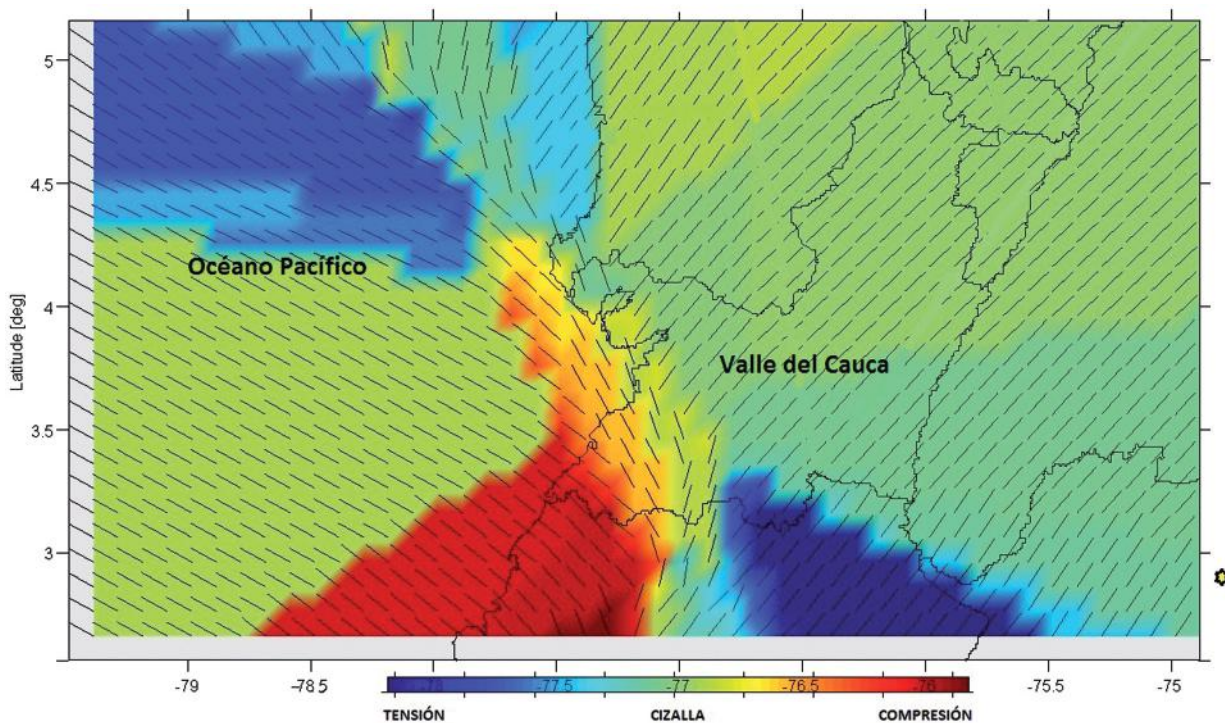 5
4.5
Océano Pacífico
4
Latitude [deg]
Valle del Cauca
3.5
3
-79 -78.5 -78 -77.5 -77 -76.5 -76 -75.5 -75
TENSIÓN CIZALLA COMPRESIÓN